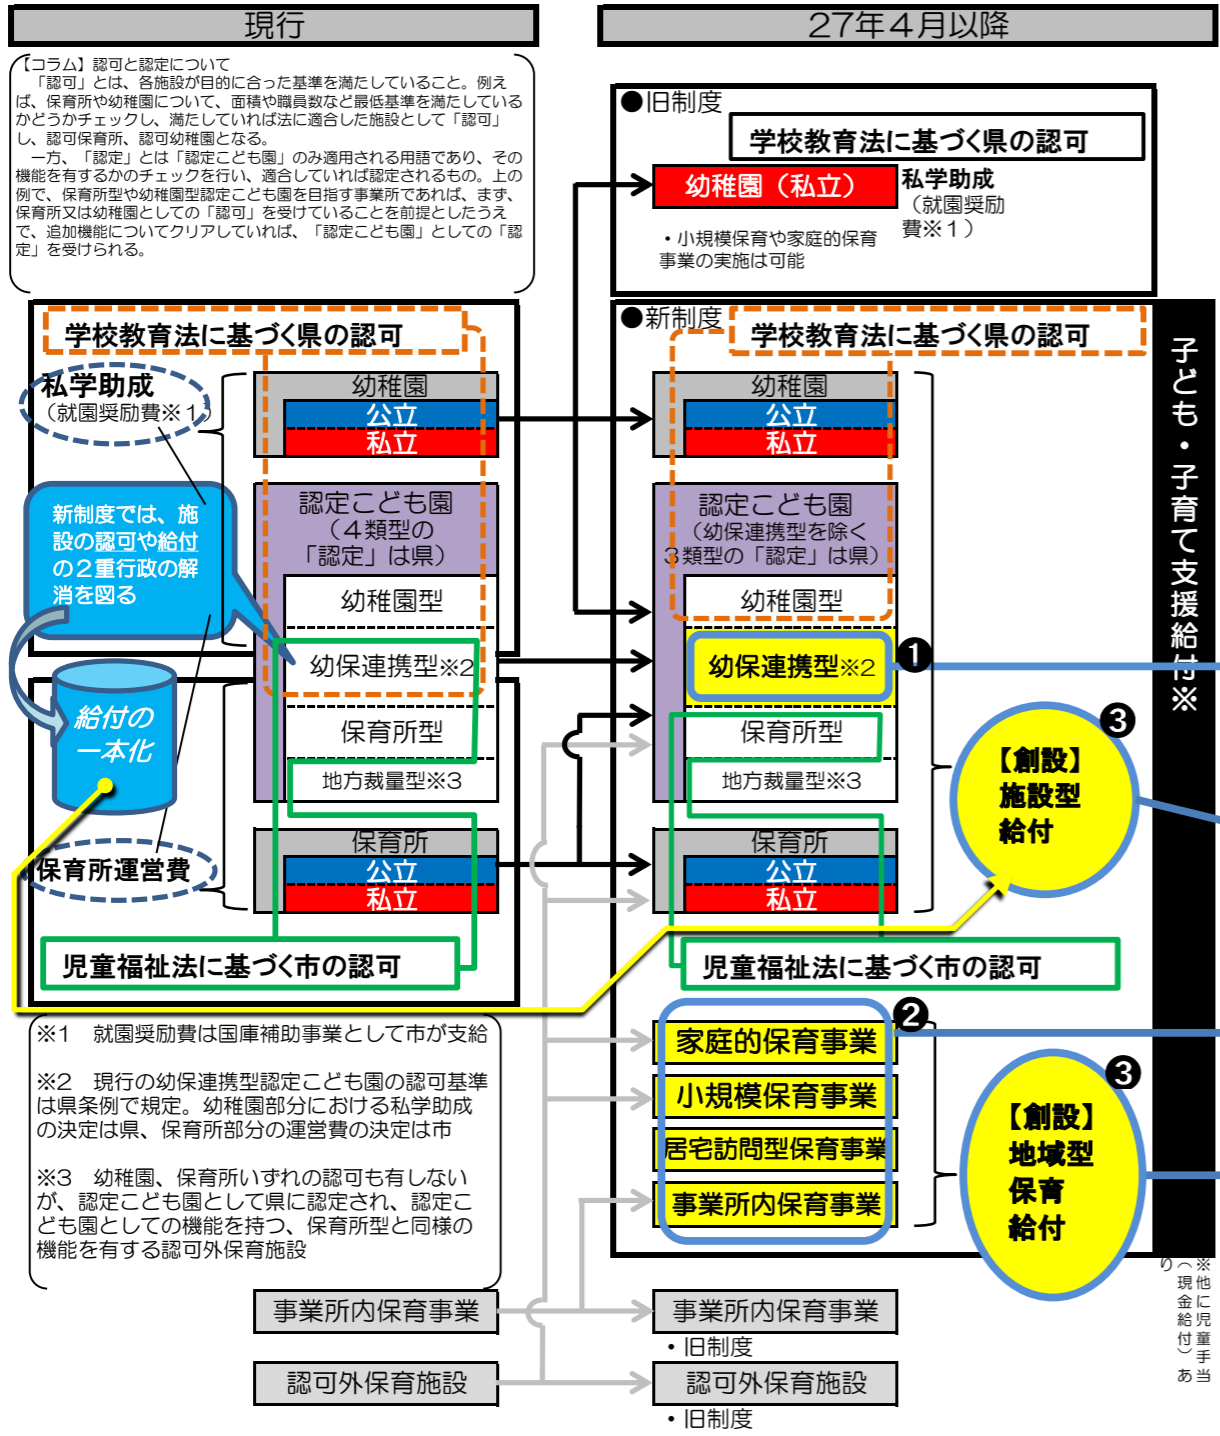 現行
【コラム】認可と認定について
「認可」とは、各施設が目的に合った基準を満たしていること。例え
ば、保育所や幼稚園について、面積や職員数など最低基準を満たしている
かどうかチェックし、満たしていれば法に適合した施設として「認可」
し、認可保育所、認可幼稚園となる。
一方、「認定」とは「認定こども園」のみ適用される用語であり、その
機能を有するかのチェックを行い、適合していれば認定されるもの。上の
例で、保育所型や幼稚園型認定こども園を目指す事業所であれば、まず、
保育所又は幼稚園としての「認可」を受けていることを前提としたうえ
で、追加機能についてクリアしていれば、「認定こども園」としての「認
定」を受けられる。
学校教育法に基づく県の認可
私学助成
（就園奨励費※１）
幼稚園
公立
私立
新制度では、施
設の認可や給付
の２重行政の解
消を図る
認定こども園
（４類型の
「認定」は県）
幼稚園型
幼保連携型※2
保育所型
地方裁量型※3
給付の
一本化
保育所運営費
保育所
公立
私立
児童福祉法に基づく市の認可
※1　就園奨励費は国庫補助事業として市が支給
※2　現行の幼保連携型認定こども園の認可基準
は県条例で規定。幼稚園部分における私学助成
の決定は県、保育所部分の運営費の決定は市
※3　幼稚園、保育所いずれの認可も有しない
が、認定こども園として県に認定され、認定こ
ども園としての機能を持つ、保育所型と同様の
機能を有する認可外保育施設
事業所内保育事業
認可外保育施設
27年４月以降
●旧制度
学校教育法に基づく県の認可
幼稚園（私立）
私学助成
（就園奨励
費※１）
・小規模保育や家庭的保育
事業の実施は可能
●新制度
学校教育法に基づく県の認可
幼稚園
公立
私立
認定こども園
（幼保連携型を除く
３類型の「認定」は県）
幼稚園型
幼保連携型※2
❶
保育所型
地方裁量型※3
保育所
公立
私立
❸
【創設】
施設型
給付
児童福祉法に基づく市の認可
❷
家庭的保育事業
小規模保育事業
居宅訪問型保育事業
事業所内保育事業
❸
【創設】
地域型
保育
給付
子ども・子育て支援給付※
※他に児童手当
（現金給付）あ
り
事業所内保育事業
・旧制度
認可外保育施設
・旧制度